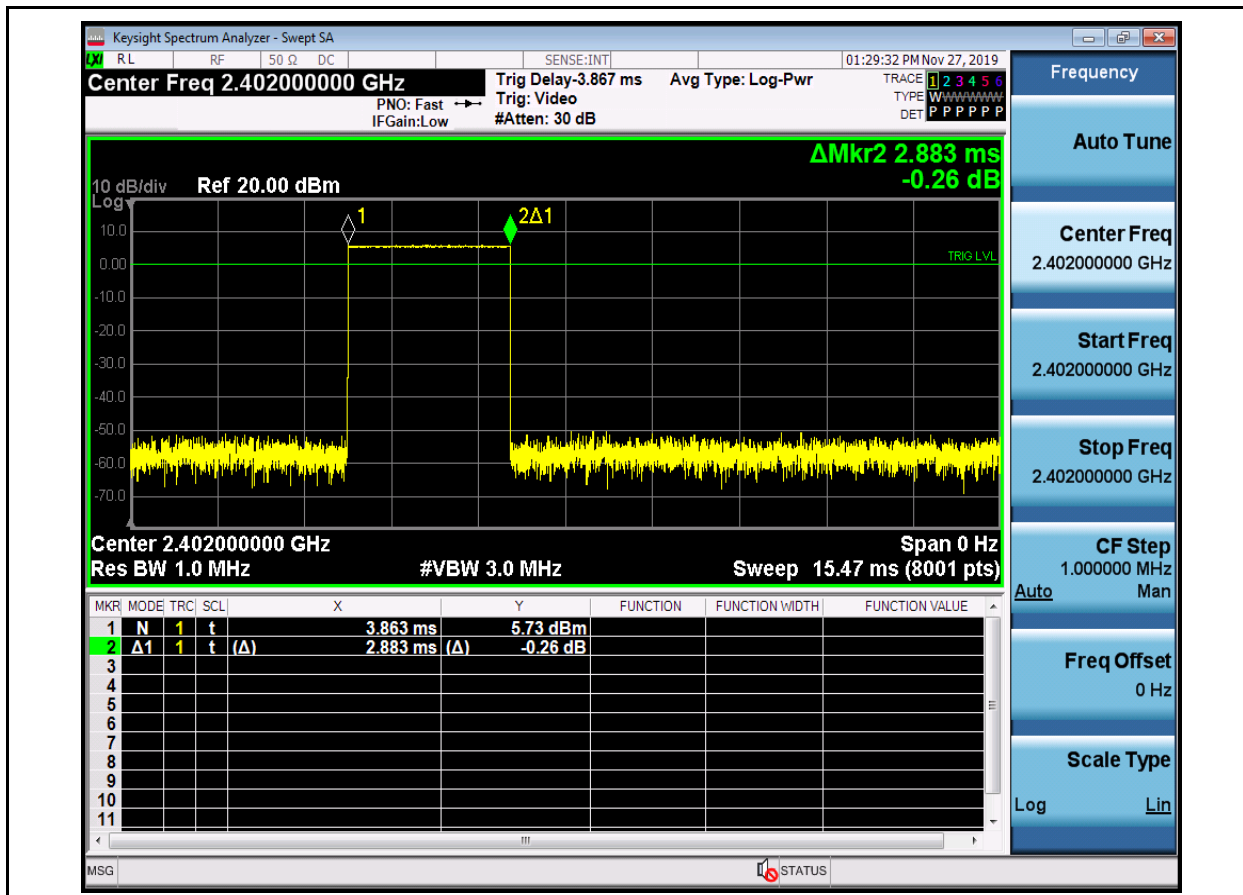 Keysight Spectrum Analyzer - Swept SA
LXI RL RF 50 Ω DC SENSE:INT 01:29:32 PM Nov 27, 2019
Center Freq 2.402000000 GHz
PNO: Fast
IFGain:Low
Trig Delay-3.867 ms
Trig: Video
#Atten: 30 dB
Avg Type: Log-Pwr
TRACE 1 2 3 4 5 6
TYPE WWWWWW
DET P P P P P P
ΔMkr2 2.883 ms
-0.26 dB
10 dB/div Ref 20.00 dBm
Log
1
2Δ1
10.0
TRIG LVL
0.00
-10.0
-20.0
-30.0
-40.0
-50.0
-60.0
-70.0
Center 2.402000000 GHz Span 0 Hz
Res BW 1.0 MHz #VBW 3.0 MHz Sweep 15.47 ms (8001 pts)
MKR MODE TRC SCL X Y FUNCTION FUNCTION WIDTH FUNCTION VALUE
1 N 1 t 3.863 ms 5.73 dBm
2 Δ1 1 t (Δ) 2.883 ms (Δ) -0.26 dB
3
4
5
6
7
8
9
10
11
MSG STATUS
Frequency
Auto Tune
Center Freq
2.402000000 GHz
Start Freq
2.402000000 GHz
Stop Freq
2.402000000 GHz
CF Step
1.000000 MHz
Auto Man
Freq Offset
0 Hz
Scale Type
Log Lin